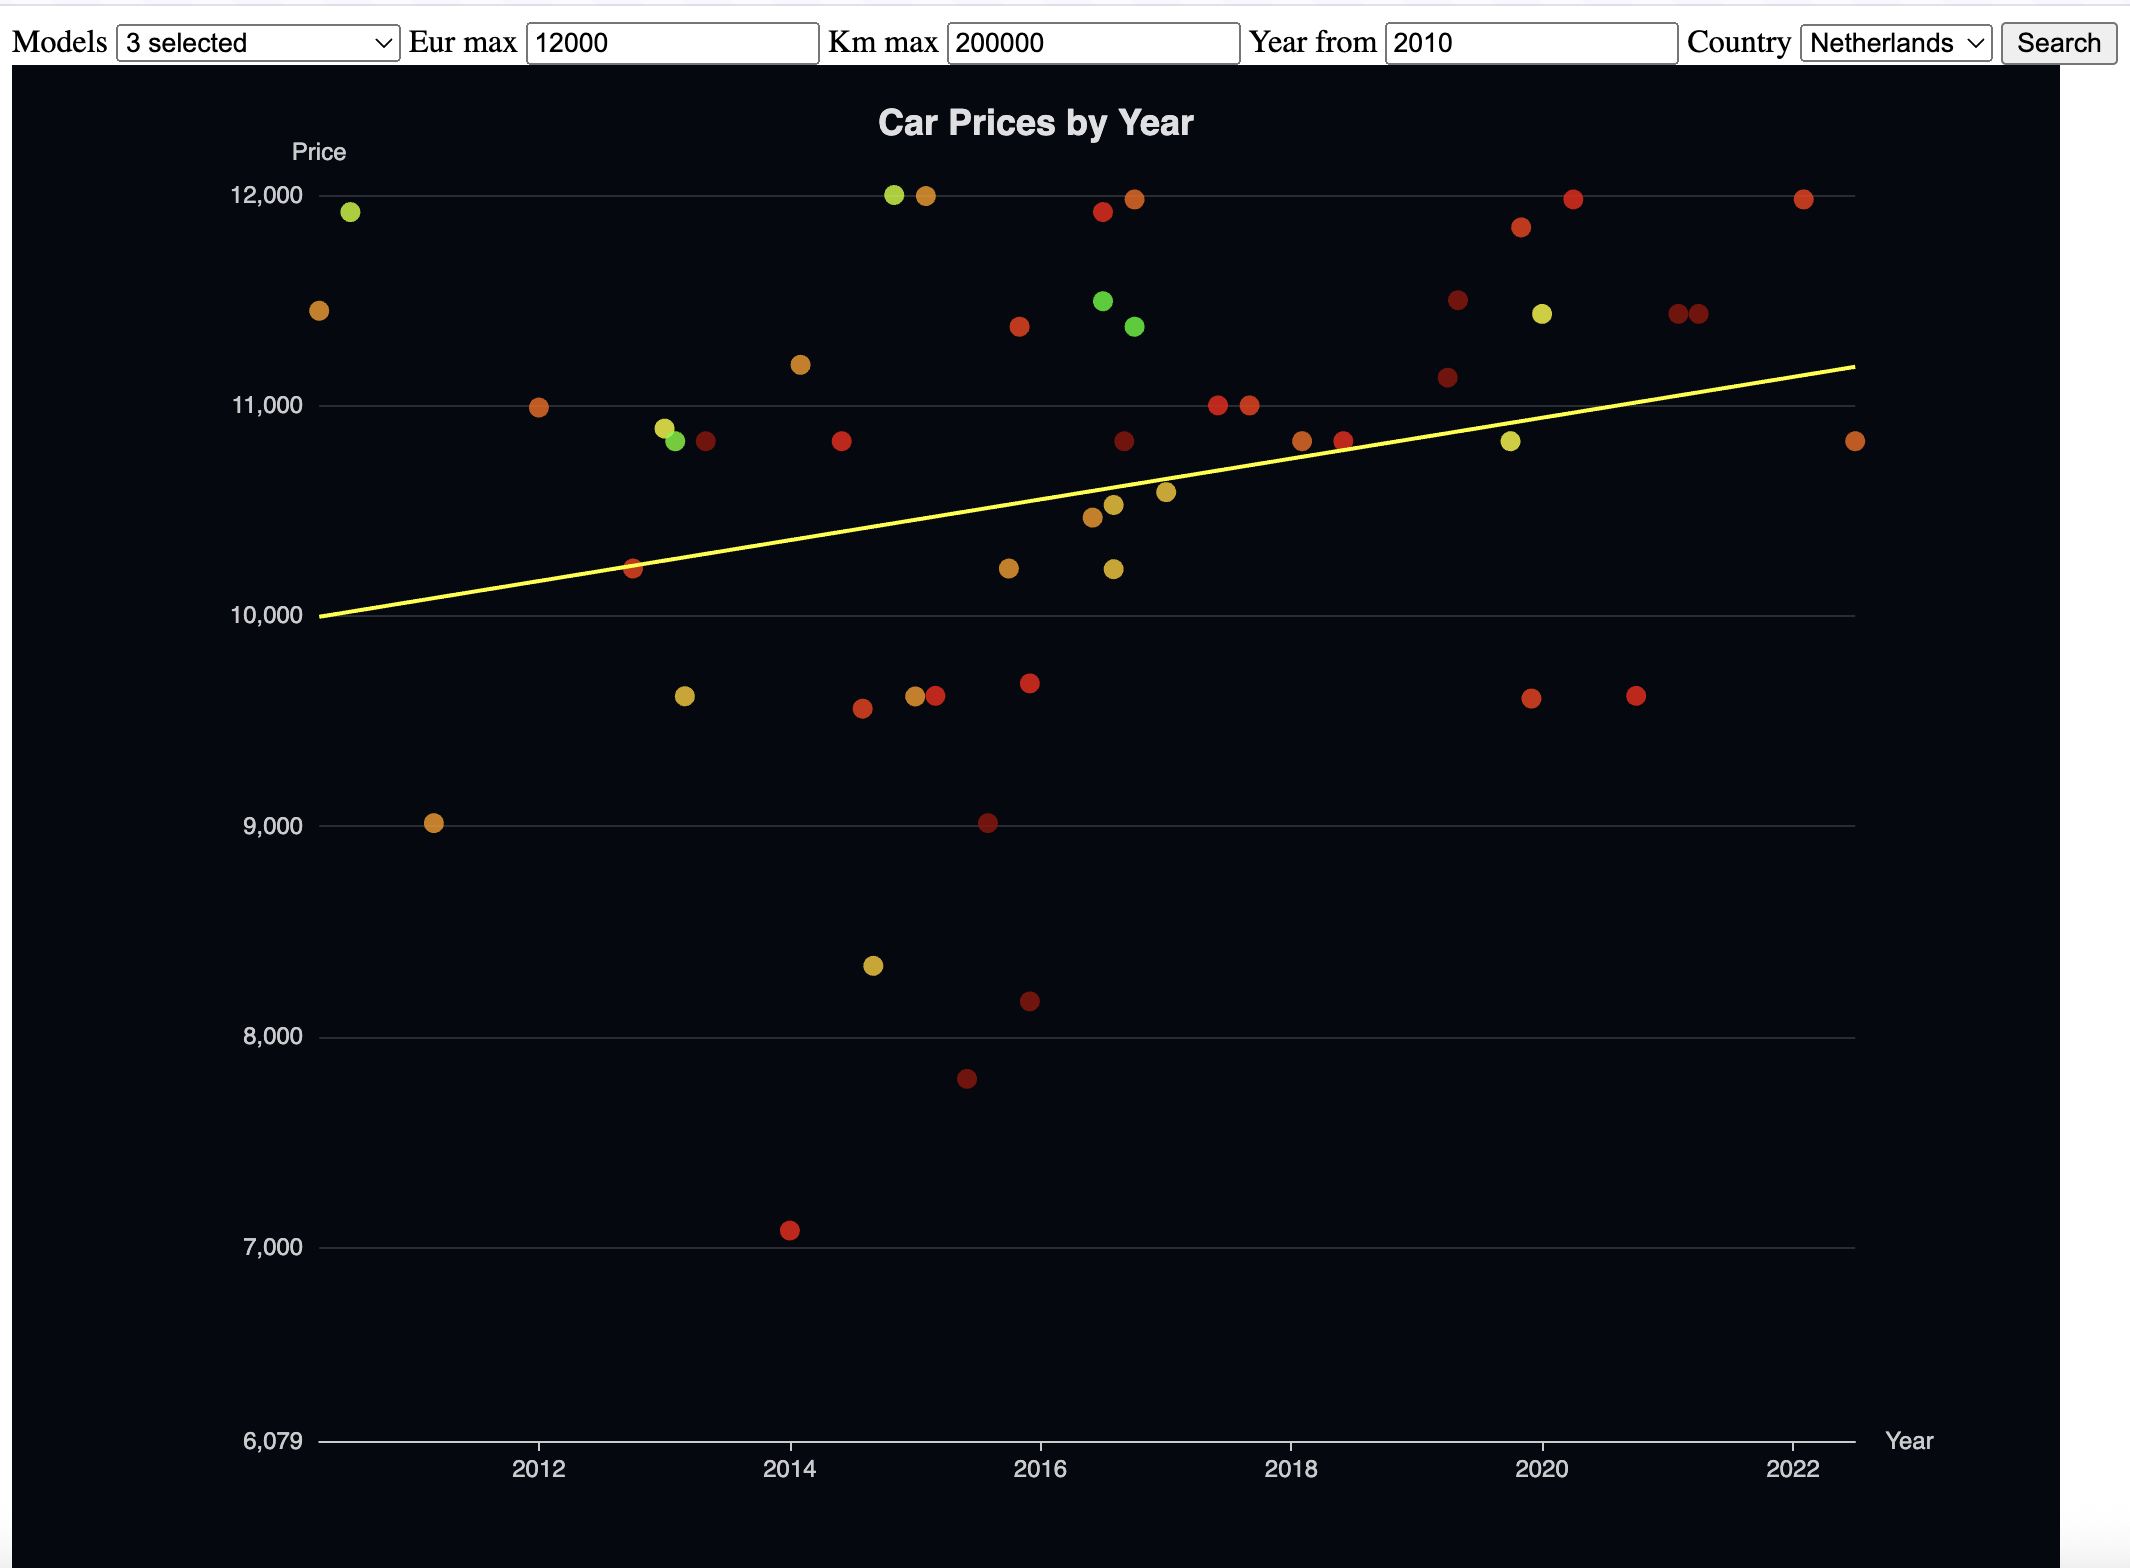 Models 3 selected Eur max 12000 Km max 200000 Year from 2010 Country Netherlands Search
Car Prices by Year
Price
12,000
11,000
10,000
9,000
8,000
7,000
6,079
Year
2012 2014 2016 2018 2020 2022